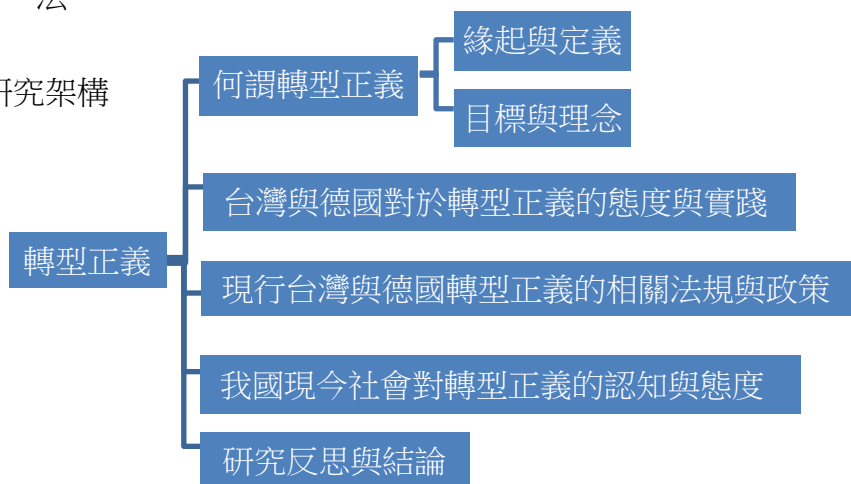 法
研究架構
緣起與定義
何謂轉型正義
目標與理念
台灣與德國對於轉型正義的態度與實踐
轉型正義
現行台灣與德國轉型正義的相關法規與政策
我國現今社會對轉型正義的認知與態度
研究反思與結論